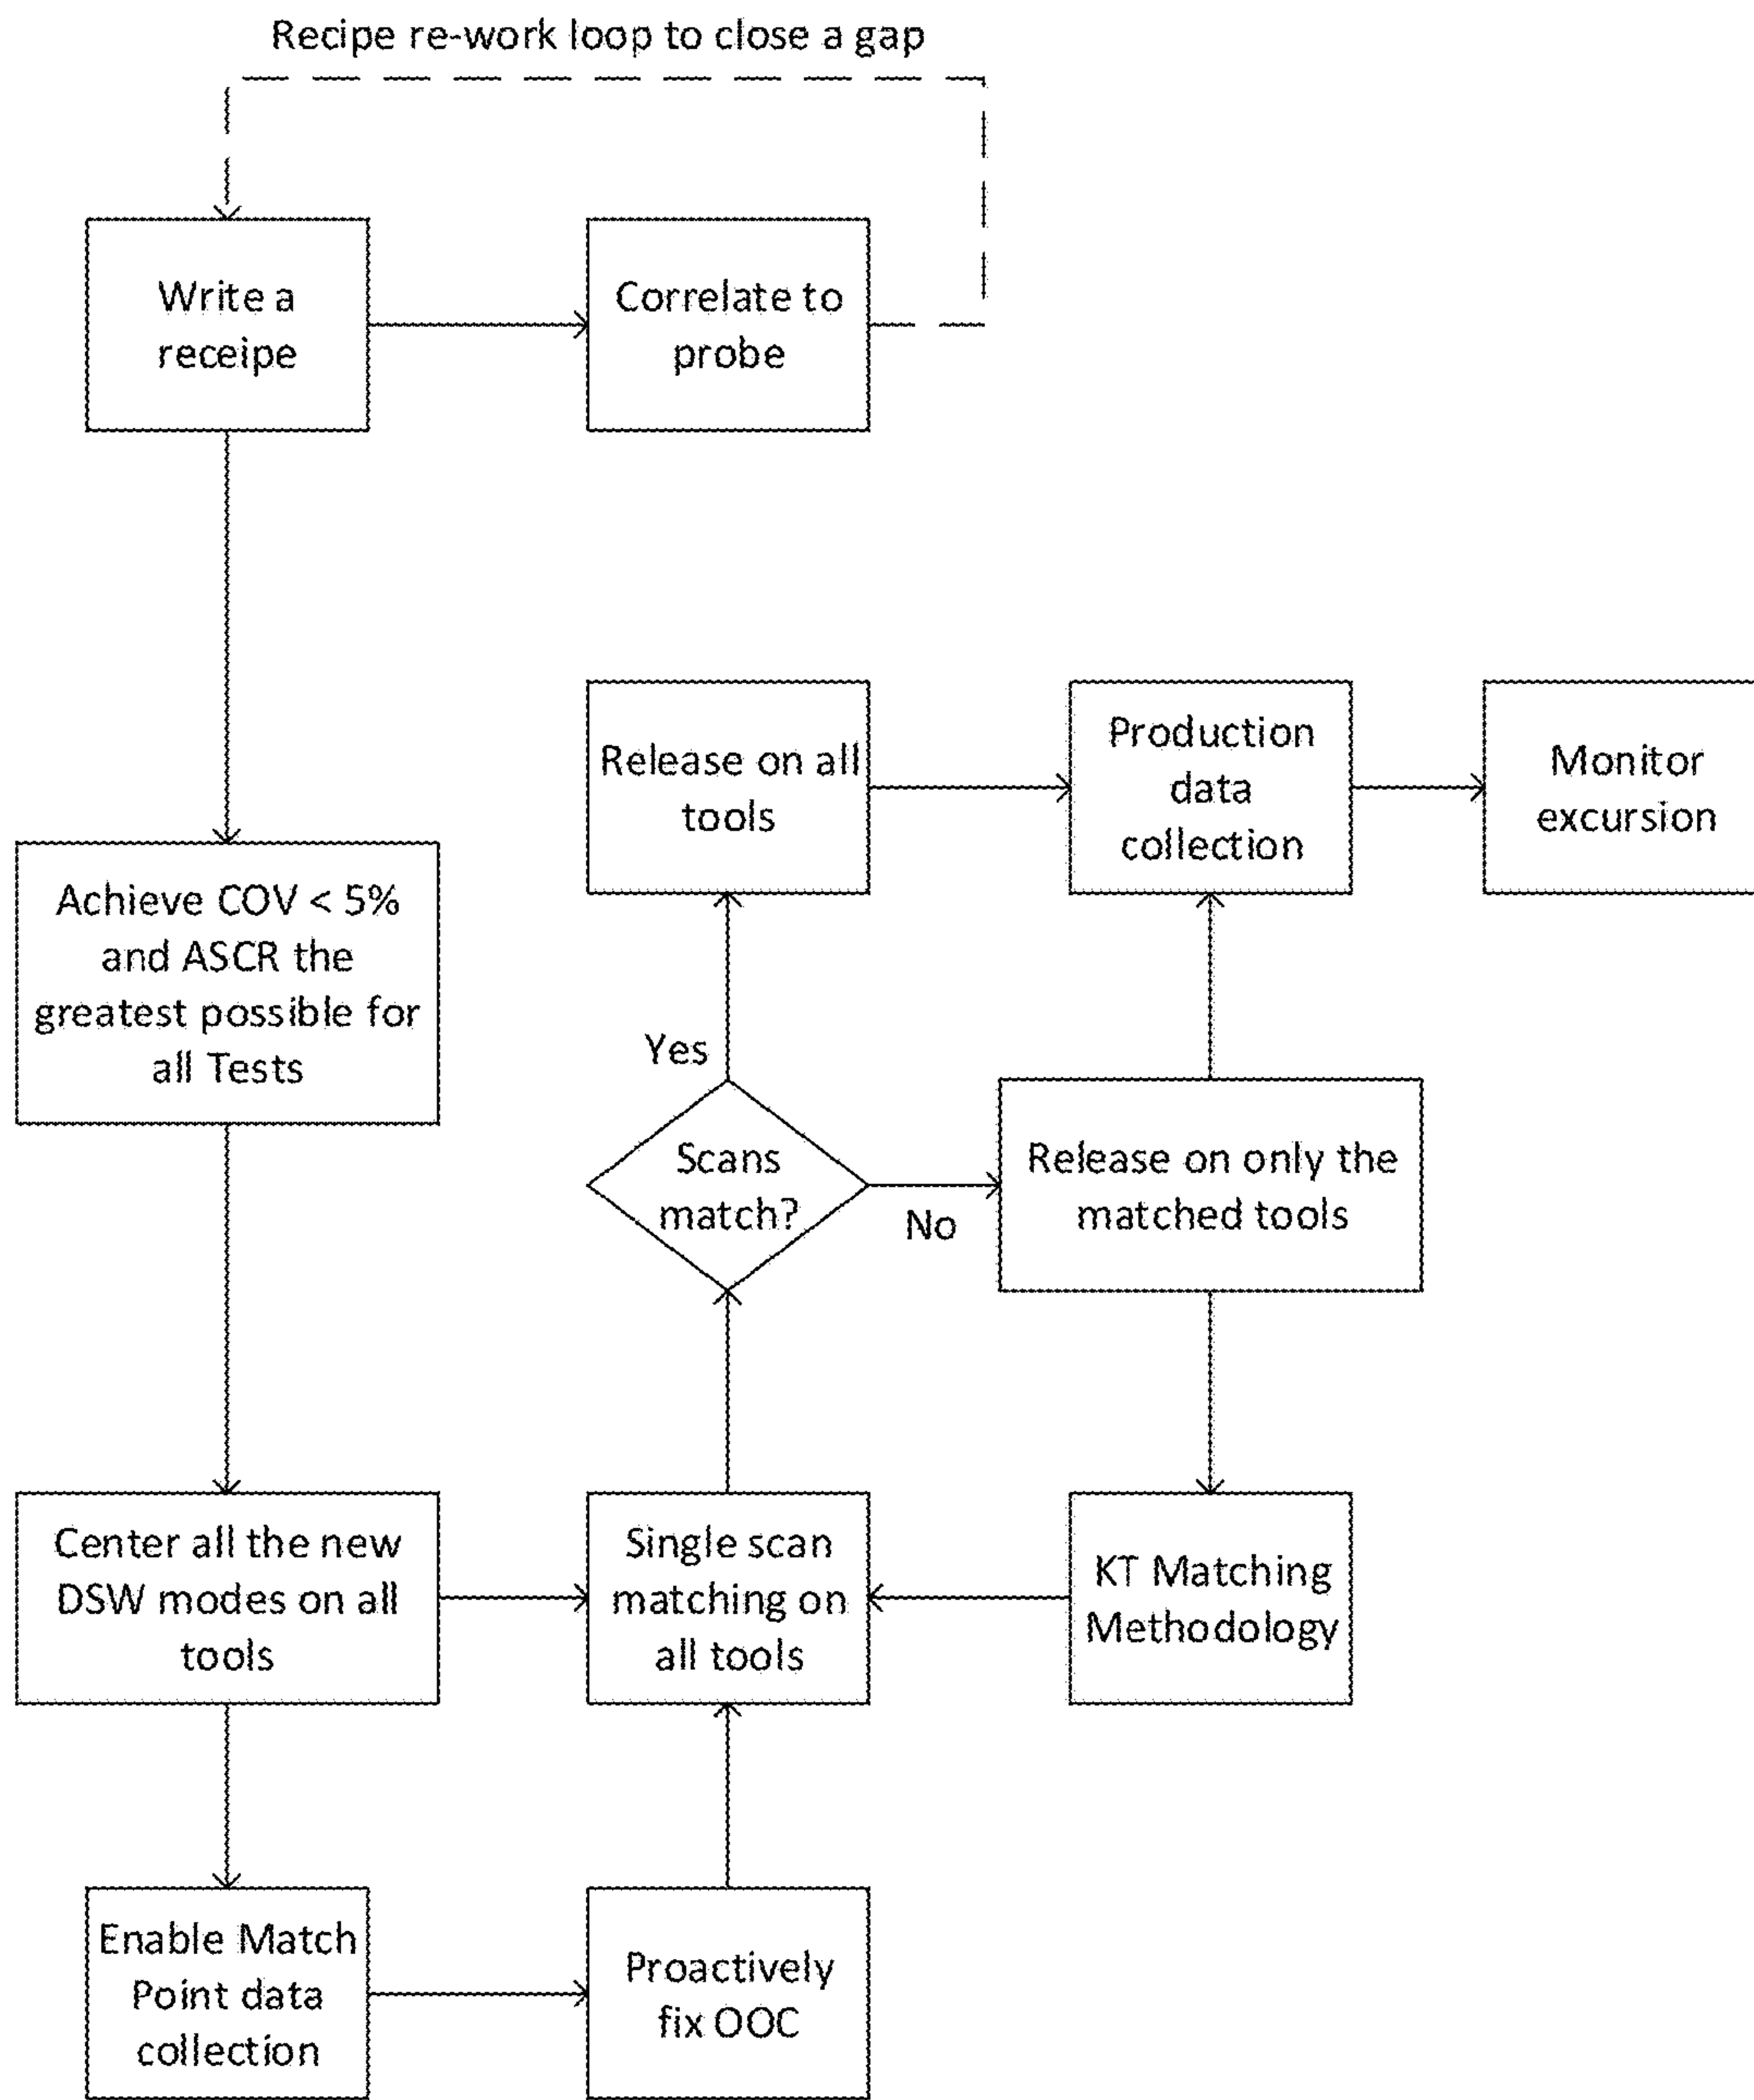 Recipe re-work loop to close a gap
Write a
receipe
Correlate to
probe
Release on all
tools
Production
data
collection
Monitor
excursion
Achieve COV < 5%
and ASCR the
greatest possible for
all Tests
Yes
Scans
match?
No
Release on only the
matched tools
Center all the new
DSW modes on all
tools
Single scan
matching on
all tools
KT Matching
Methodology
Enable Match
Point data
collection
Proactively
fix OOC